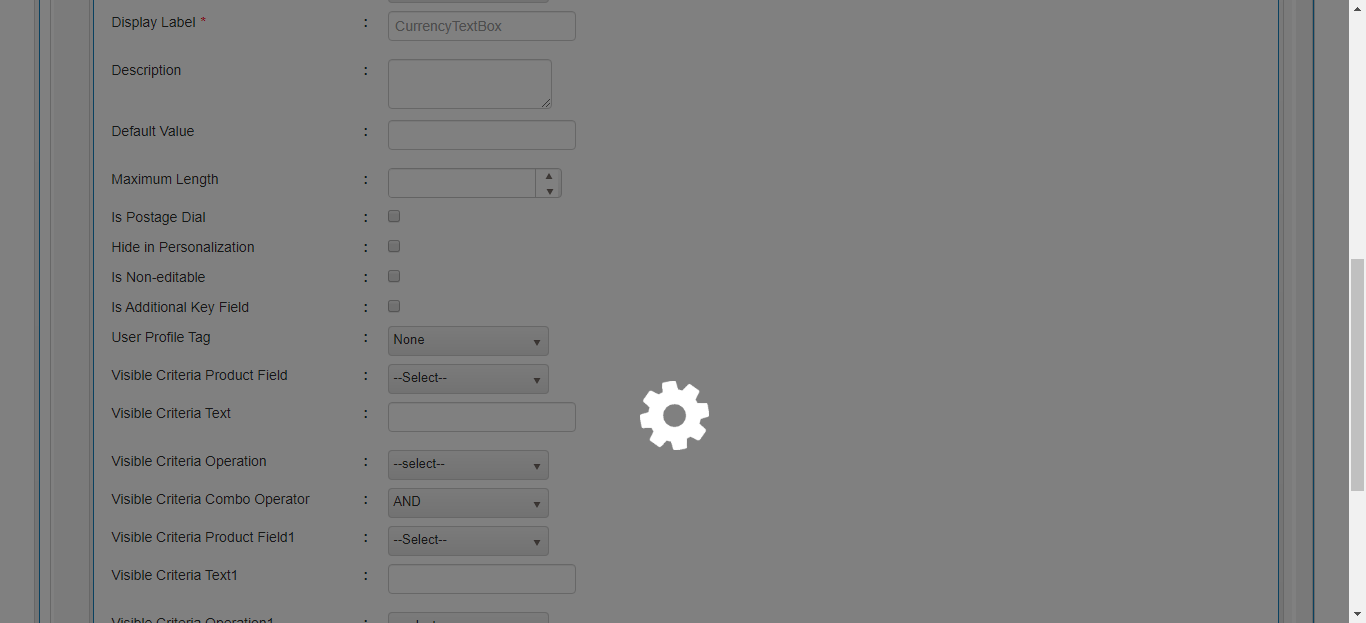 Display Label * : CurrencyTextBox
Description :
Default Value :
Maximum Length :
Is Postage Dial :
Hide in Personalization :
Is Non-editable :
Is Additional Key Field :
User Profile Tag : None
Visible Criteria Product Field : --Select--
Visible Criteria Text :
Visible Criteria Operation : --select--
Visible Criteria Combo Operator : AND
Visible Criteria Product Field1 : --Select--
Visible Criteria Text1 :
Visible Criteria Operation1 : --select--